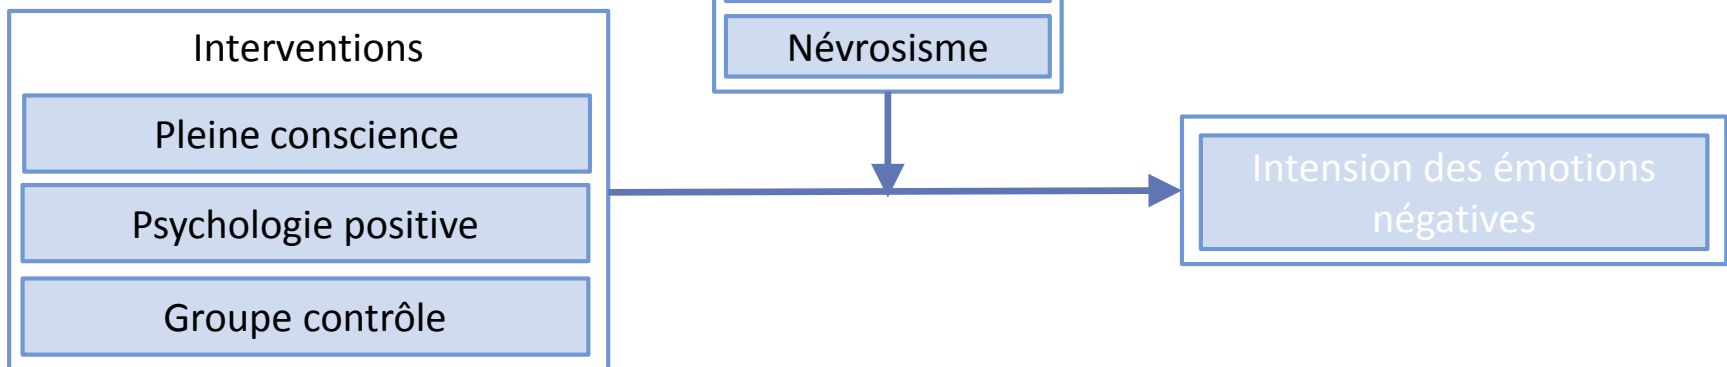 Interventions
Névrosisme
Pleine conscience
Psychologie positive
Groupe contrôle
Intension des émotions
négatives